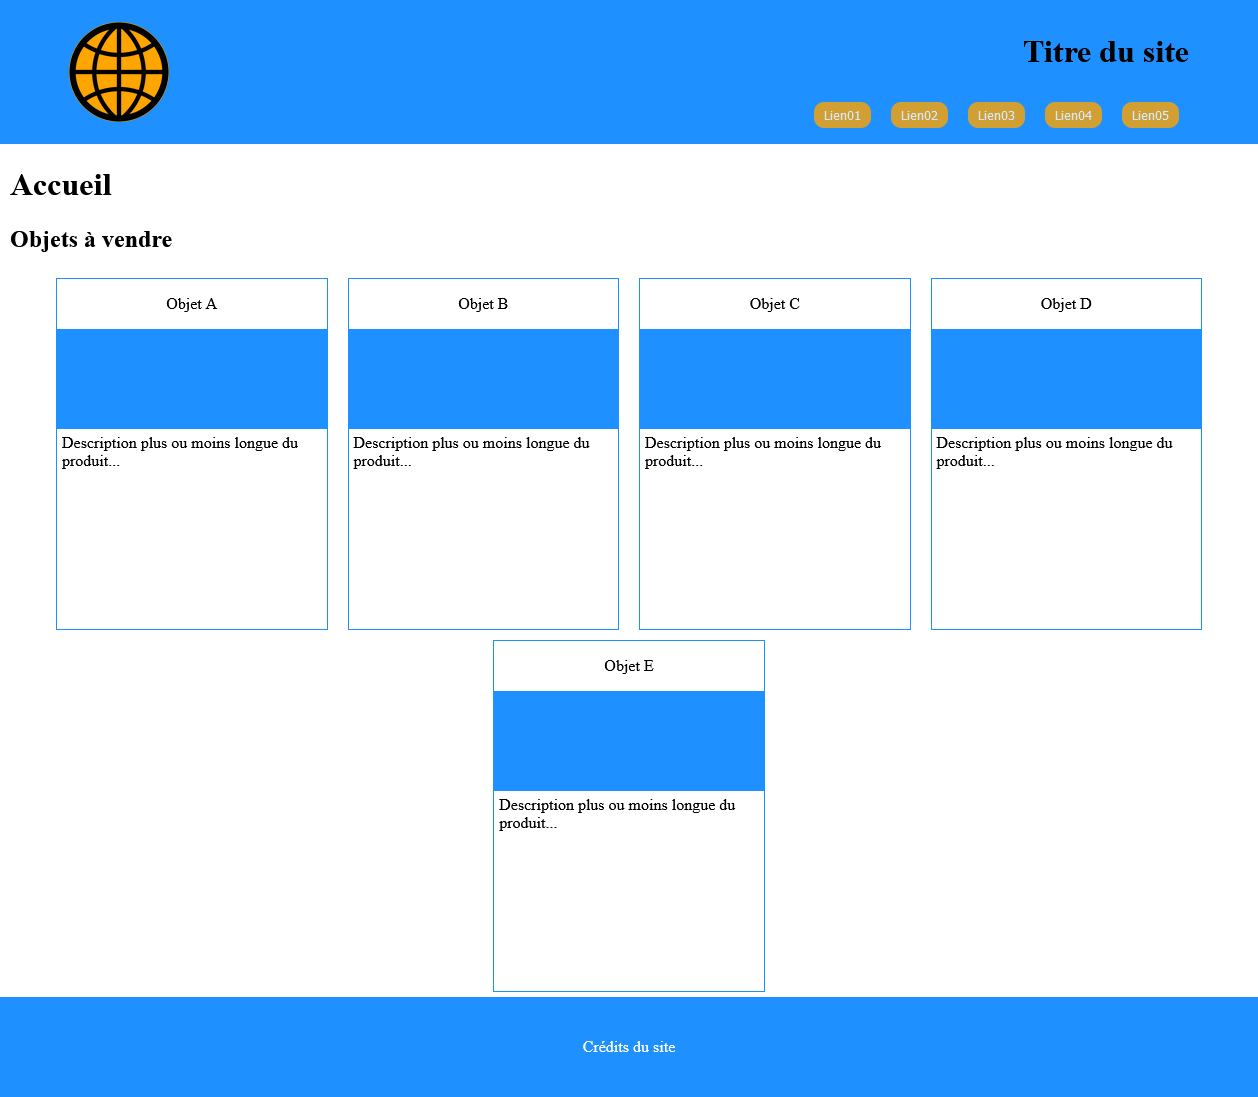 Titre du site
Lien01 Lien02 Lien03 Lien04 Lien05
Accueil
Objets à vendre
Objet A
Description plus ou moins longue du
produit...
Objet B
Description plus ou moins longue du
produit...
Objet C
Description plus ou moins longue du
produit...
Objet D
Description plus ou moins longue du
produit...
Objet E
Description plus ou moins longue du
produit...
Crédits du site